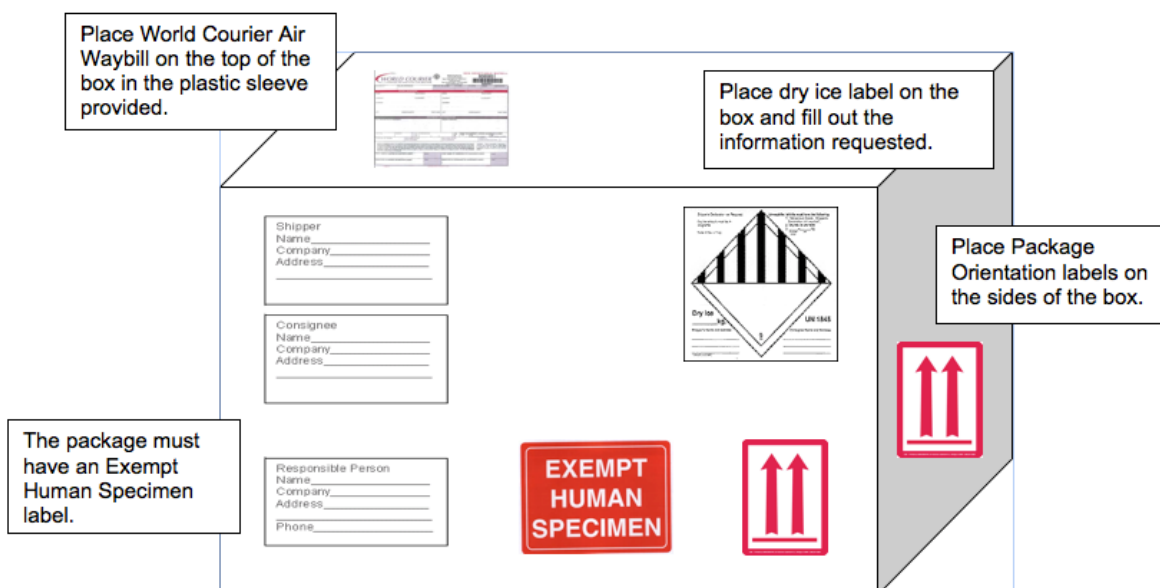 Place World Courier Air
Waybill on the top of the
box in the plastic sleeve
provided.
WORLD COURIER
Place dry ice label on the
box and fill out the
information requested.
Shipper
Name
Company
Address
Place Package
Orientation labels on
the sides of the box.
Dry Ice
kg.
UN 1845
9
Consignee
Name
Company
Address
The package must
have an Exempt
Human Specimen
label.
Responsible Person
Name
Company
Address
Phone
EXEMPT
HUMAN
SPECIMEN